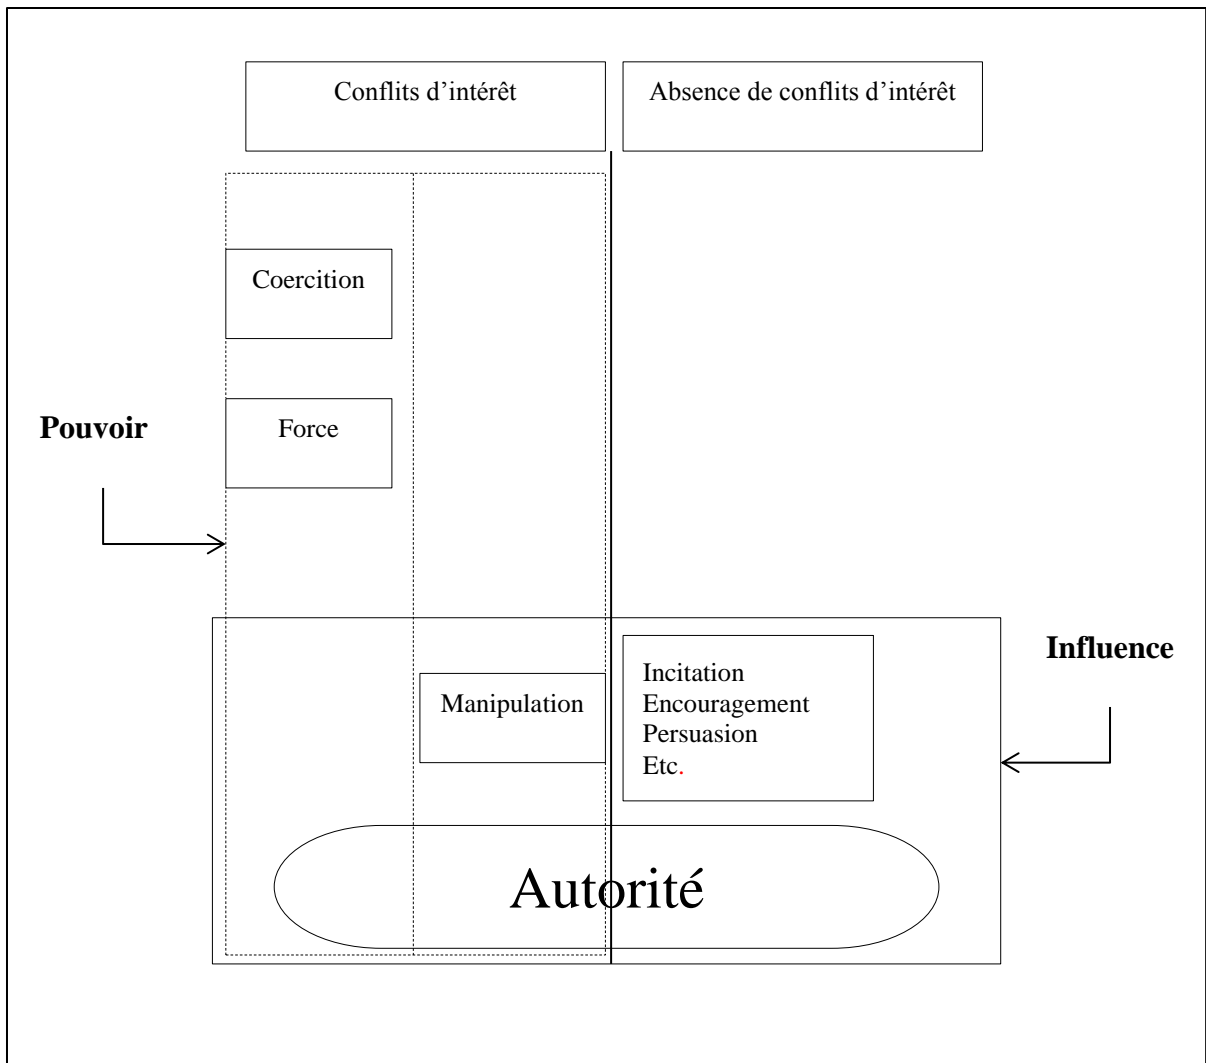 Conflits d’intérêt
Absence de conflits d’intérêt
Coercition
Pouvoir
Force
Influence
Manipulation
Incitation
Encouragement
Persuasion
Etc.
Autorité